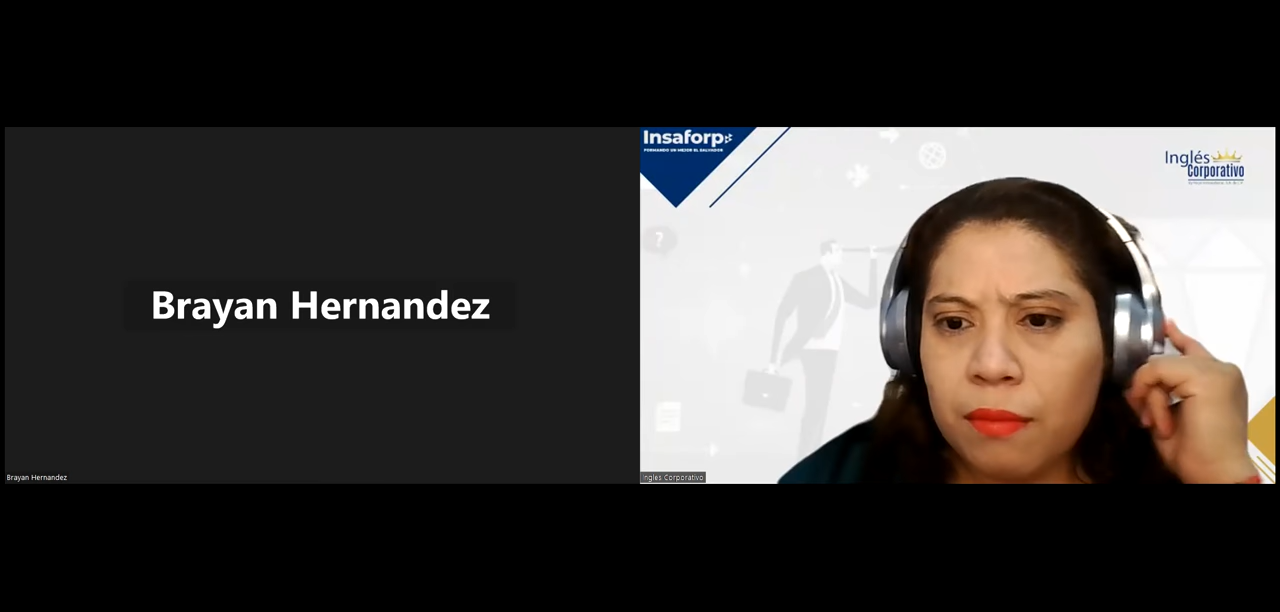 Brayan Hernandez
Brayan Hernandez
Insaforp
FORMANDO UN MEJOR EL SALVADOR
?
Inglés
Corporativo
Ingles Corporativo